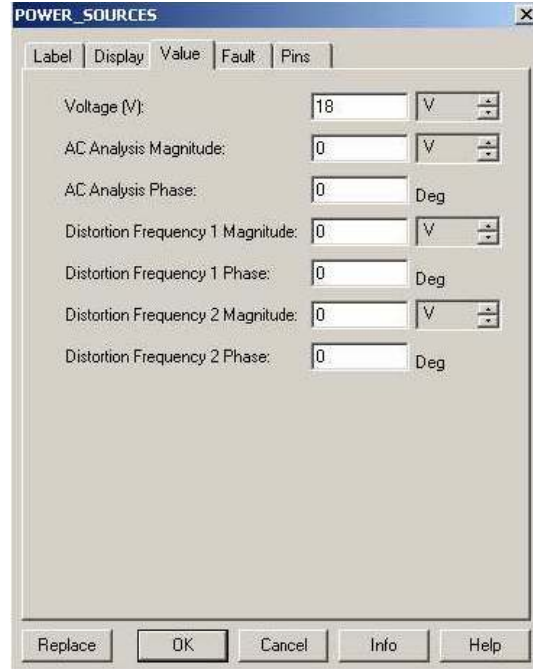 POWER_SOURCES
Label Display Value Fault Pins
Voltage (V): 18 V
AC Analysis Magnitude: 0 V
AC Analysis Phase: 0 Deg
Distortion Frequency 1 Magnitude: 0 V
Distortion Frequency 1 Phase: 0 Deg
Distortion Frequency 2 Magnitude: 0 V
Distortion Frequency 2 Phase: 0 Deg
Replace OK Cancel Info Help